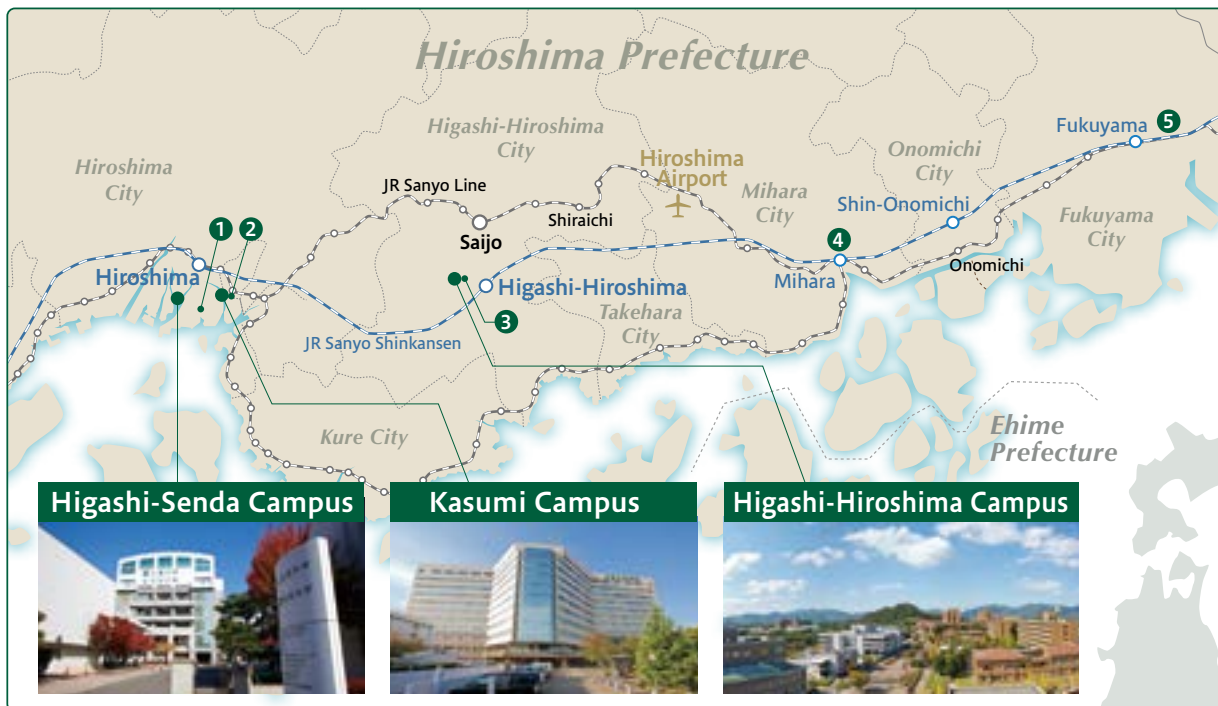 Hiroshima Prefecture
Higashi-Hiroshima
City
Hiroshima
City
JR Sanyo Line
Saijo
Shiraichi
Hiroshima
Airport
Mihara
City
Onomichi
City
Fukuyama
5
Shin-Onomichi
Fukuyama
City
1
2
Hiroshima
4
Mihara
Onomichi
Higashi-Hiroshima
3
Takehara
City
JR Sanyo Shinkansen
Kure City
Ehime
Prefecture
Higashi-Senda Campus
Kasumi Campus
Higashi-Hiroshima Campus